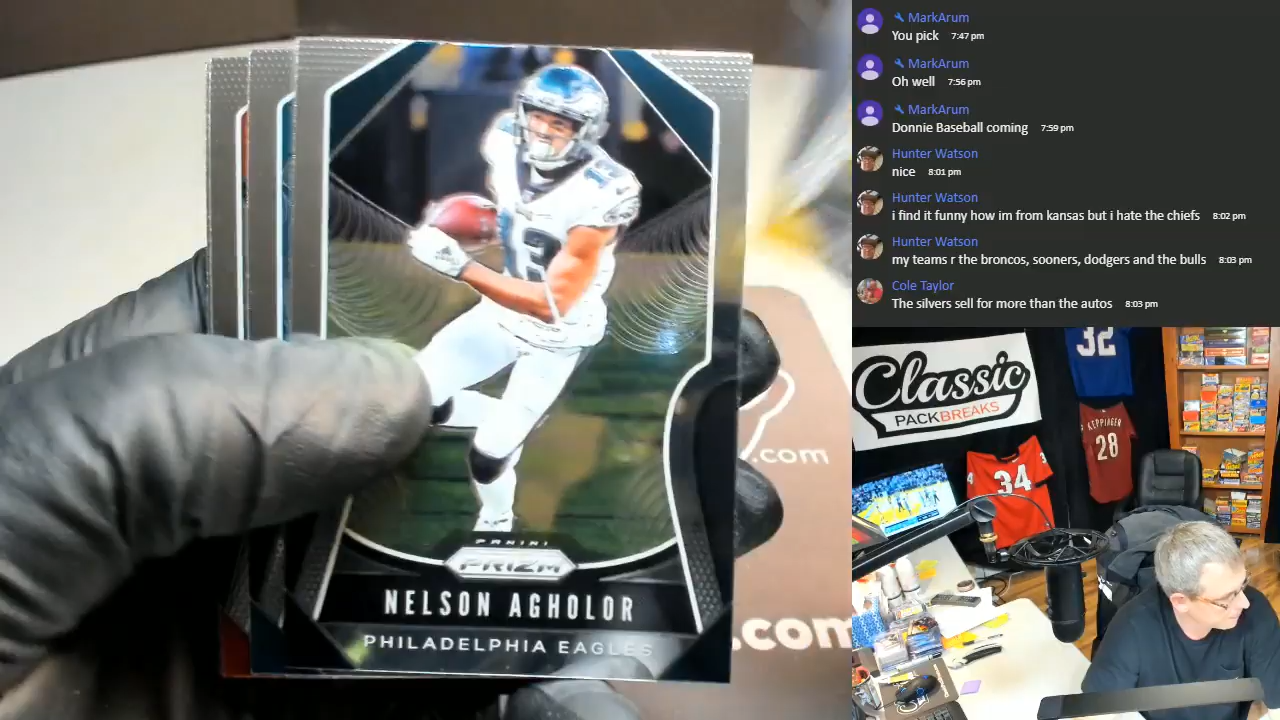 PANINI
PRIZM
NELSON AGHOLOR
PHILADELPHIA EAGLES
13
.com
.com
MarkArum
You pick 7:47 pm
MarkArum
Oh well 7:56 pm
MarkArum
Donnie Baseball coming 7:59 pm
Hunter Watson
nice 8:01 pm
Hunter Watson
i find it funny how im from kansas but i hate the chiefs 8:02 pm
Hunter Watson
my teams r the broncos, sooners, dodgers and the bulls 8:03 pm
Cole Taylor
The silvers sell for more than the autos 8:03 pm
Classic
PACKBREAKS
32
KEPPINGER
28
34